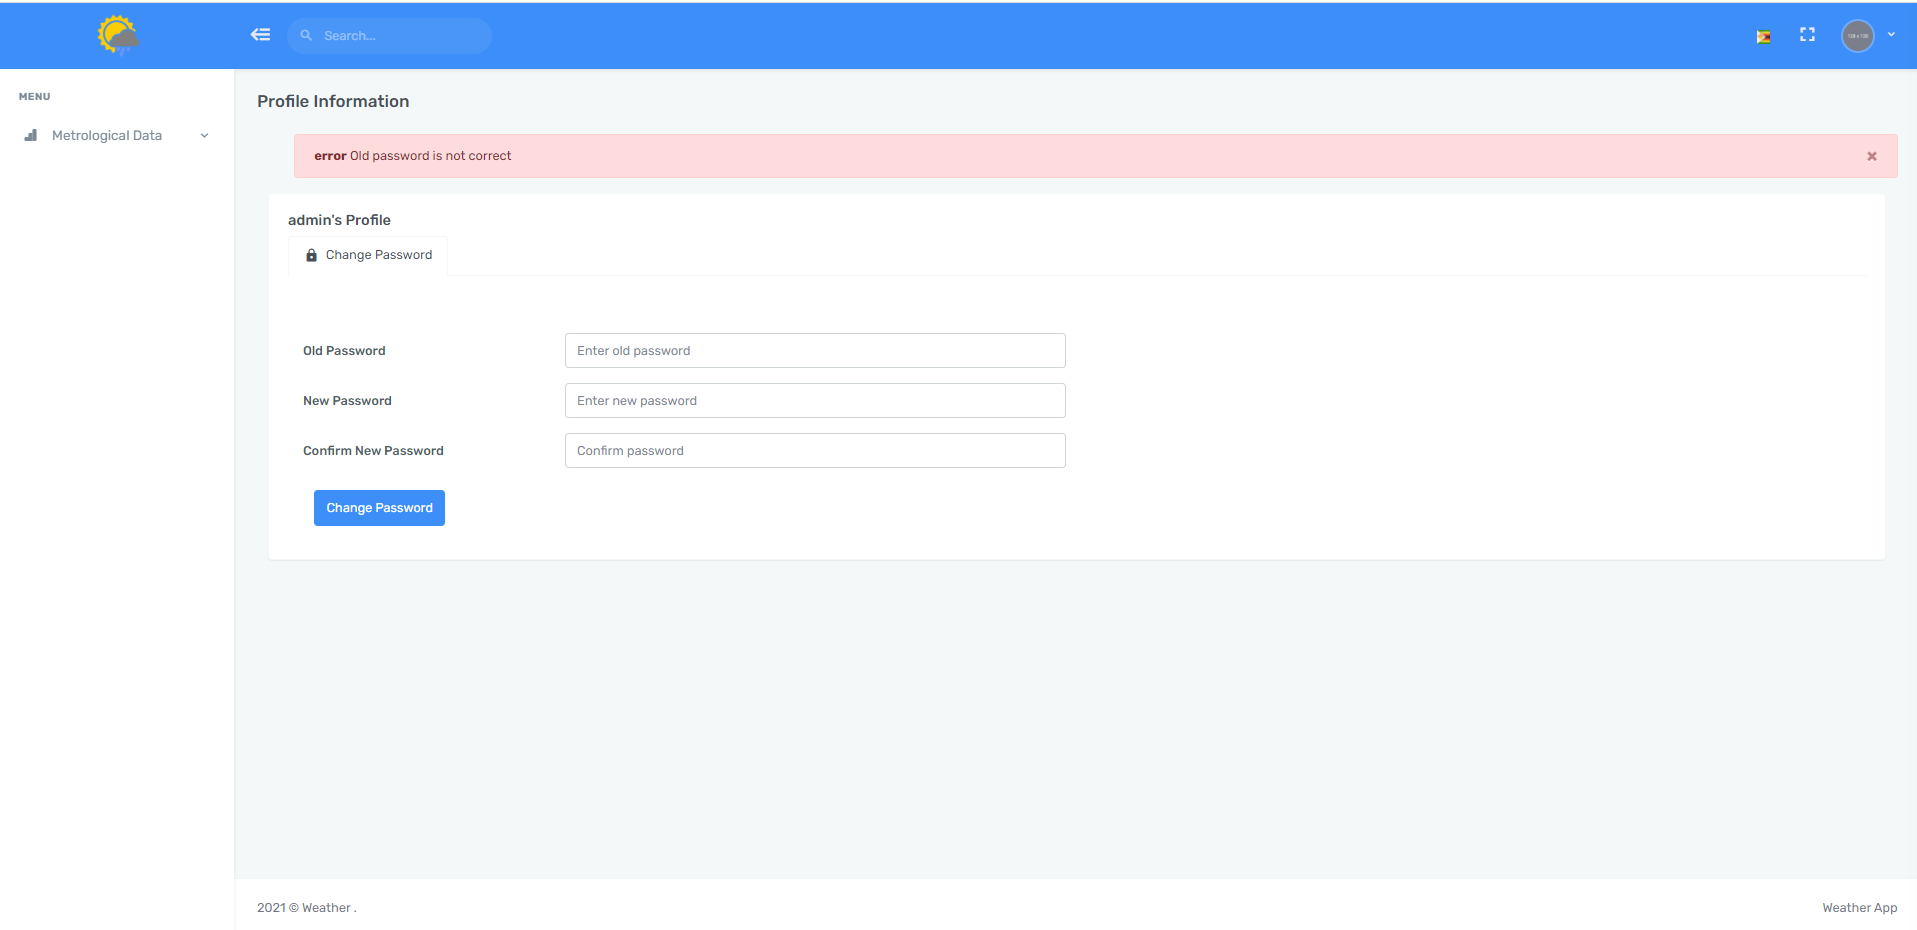 Search...
MENU
Metrological Data
Profile Information
error Old password is not correct ×
admin's Profile
Change Password
Old Password Enter old password
New Password Enter new password
Confirm New Password Confirm password
Change Password
2021 © Weather .
Weather App